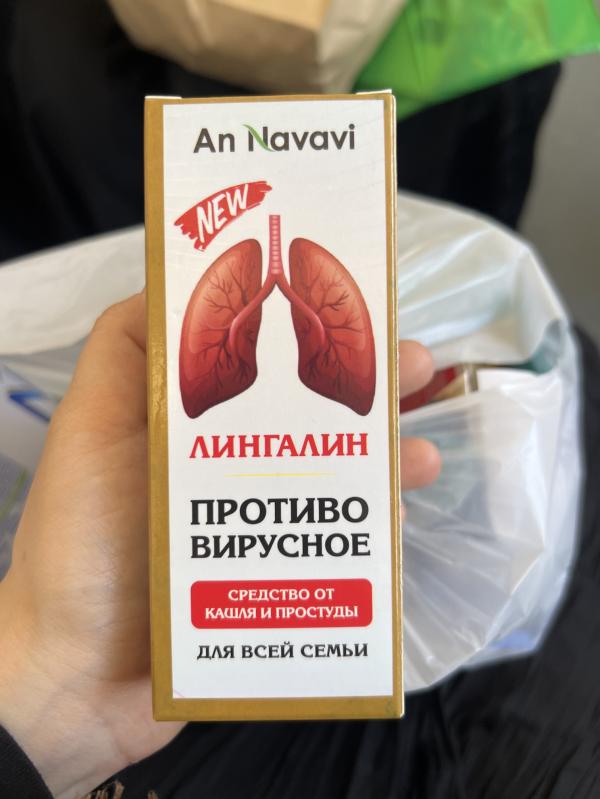 An Navavi
NEW
ЛИНГАЛИН
ПРОТИВО
ВИРУСНОЕ
СРЕДСТВО ОТ
КАШЛЯ И ПРОСТУДЫ
ДЛЯ ВСЕЙ СЕМЬИ